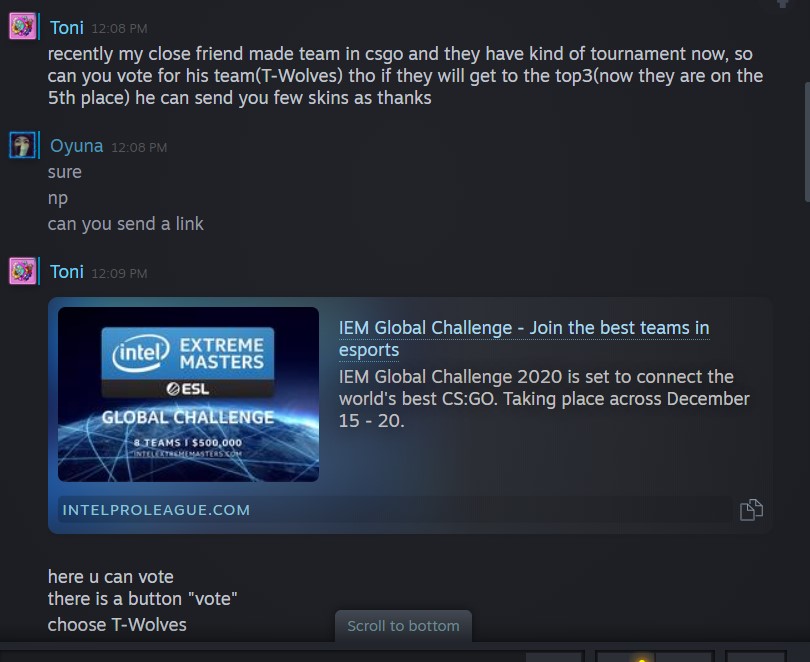 Toni 12:08 PM
recently my close friend made team in csgo and they have kind of tournament now, so
can you vote for his team(T-Wolves) tho if they will get to the top3(now they are on the
5th place) he can send you few skins as thanks
Oyuna 12:08 PM
sure
np
can you send a link
Toni 12:09 PM
intel EXTREME
MASTERS
ESL
GLOBAL CHALLENGE
8 TEAMS | $500,000
INTELEXTREMEMASTERS.COM
IEM Global Challenge - Join the best teams in
esports
IEM Global Challenge 2020 is set to connect the
world's best CS:GO. Taking place across December
15 - 20.
INTELPROLEAGUE.COM
here u can vote
there is a button "vote"
choose T-Wolves
Scroll to bottom